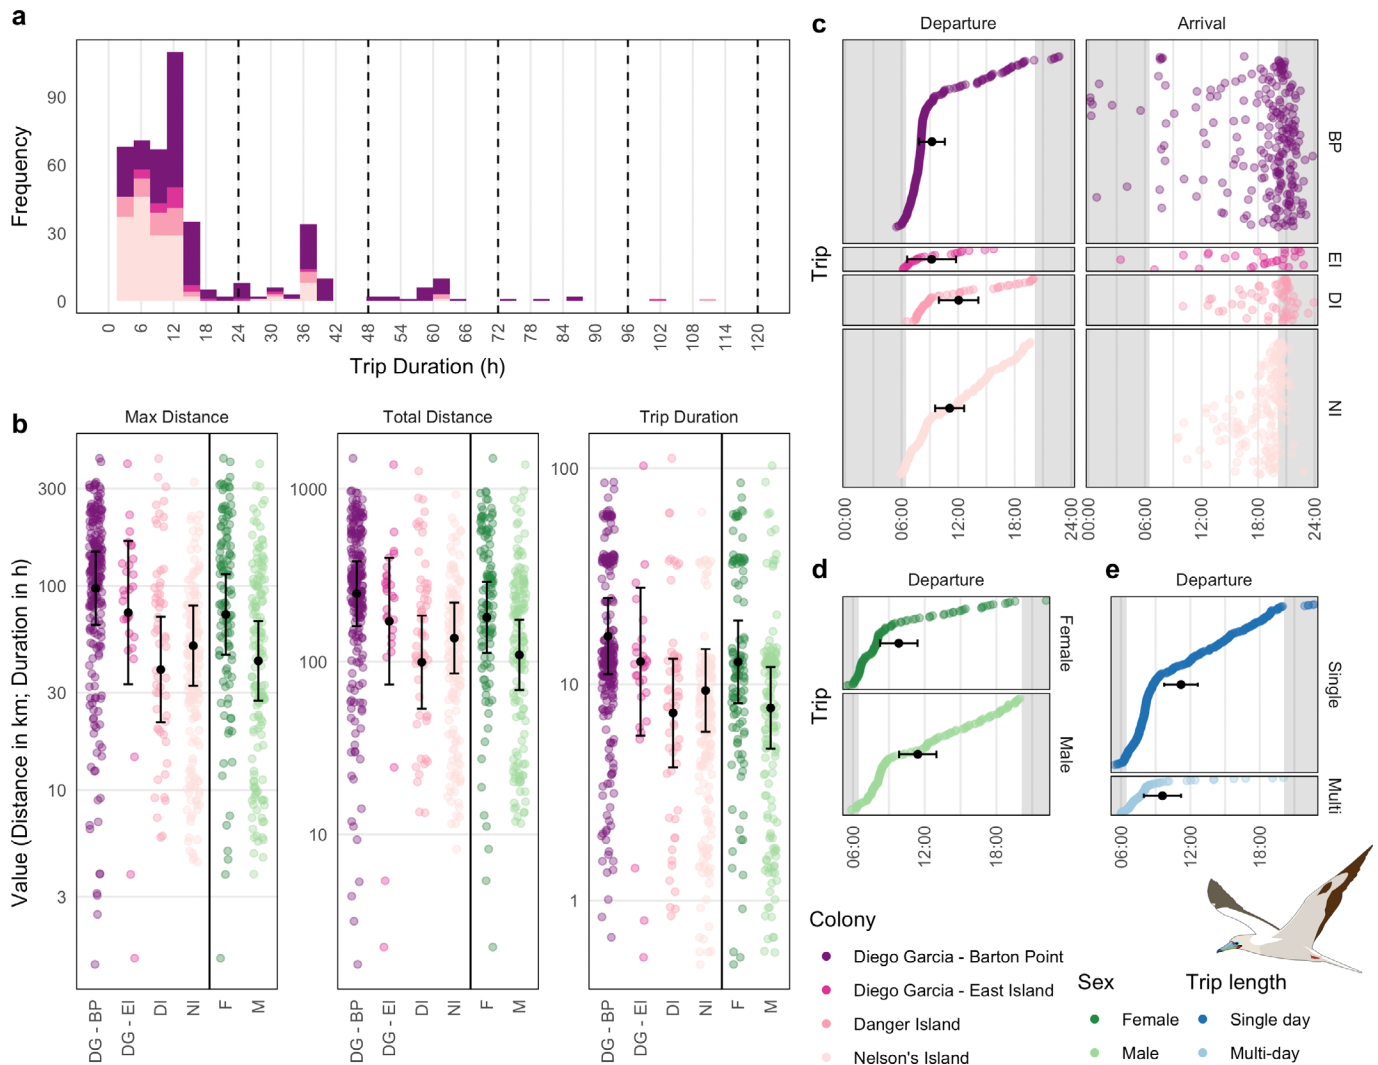 a
Frequency
90
60
30
0
0 6 12 18 24 30 36 42 48 54 60 66 72 78 84 90 96 102 108 114 120
Trip Duration (h)
b
Max Distance
Total Distance
Trip Duration
Value (Distance in km; Duration in h)
300
100
30
10
3
1000
100
10
100
10
1
DG - BP DG - EI DI NI F M
DG - BP DG - EI DI NI F M
DG - BP DG - EI DI NI F M
c
Departure
Arrival
Trip
BP
EI
DI
NI
00:00 06:00 12:00 18:00 24:00
00:00 06:00 12:00 18:00 24:00
d
Departure
Trip
Female
Male
06:00 12:00 18:00
e
Departure
Single
Multi
06:00 12:00 18:00
Colony
Diego Garcia - Barton Point
Diego Garcia - East Island
Danger Island
Nelson's Island
Sex
Female
Male
Trip length
Single day
Multi-day